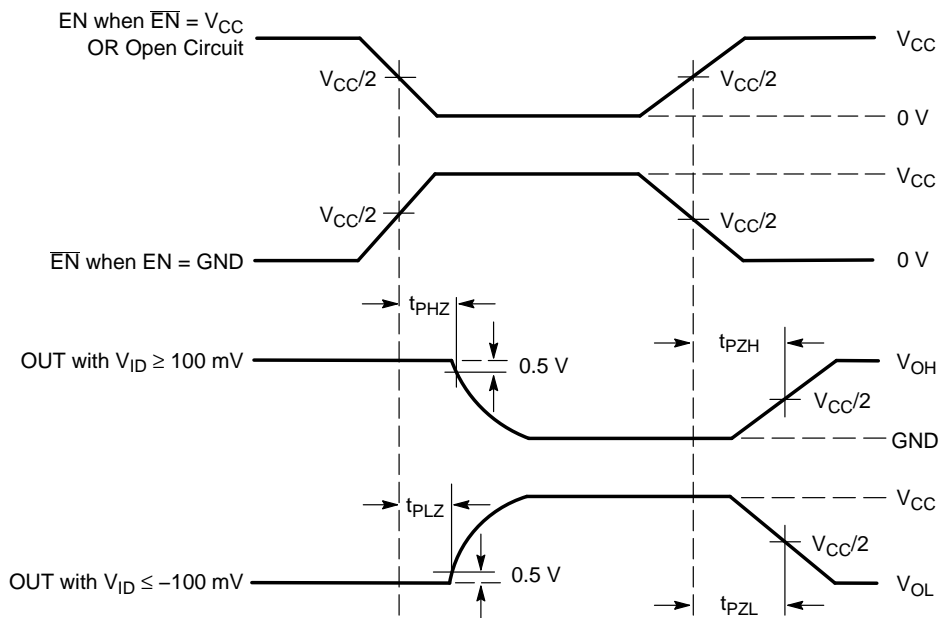 EN when E̅N̅ = VCC
OR Open Circuit
VCC
VCC/2
VCC/2
0 V
VCC
VCC/2
VCC/2
E̅N̅ when EN = GND
0 V
tPHZ
OUT with VID ≥ 100 mV
0.5 V
tPZH
VOH
VCC/2
GND
tPLZ
VCC
VCC/2
OUT with VID ≤ −100 mV
0.5 V
tPZL
VOL